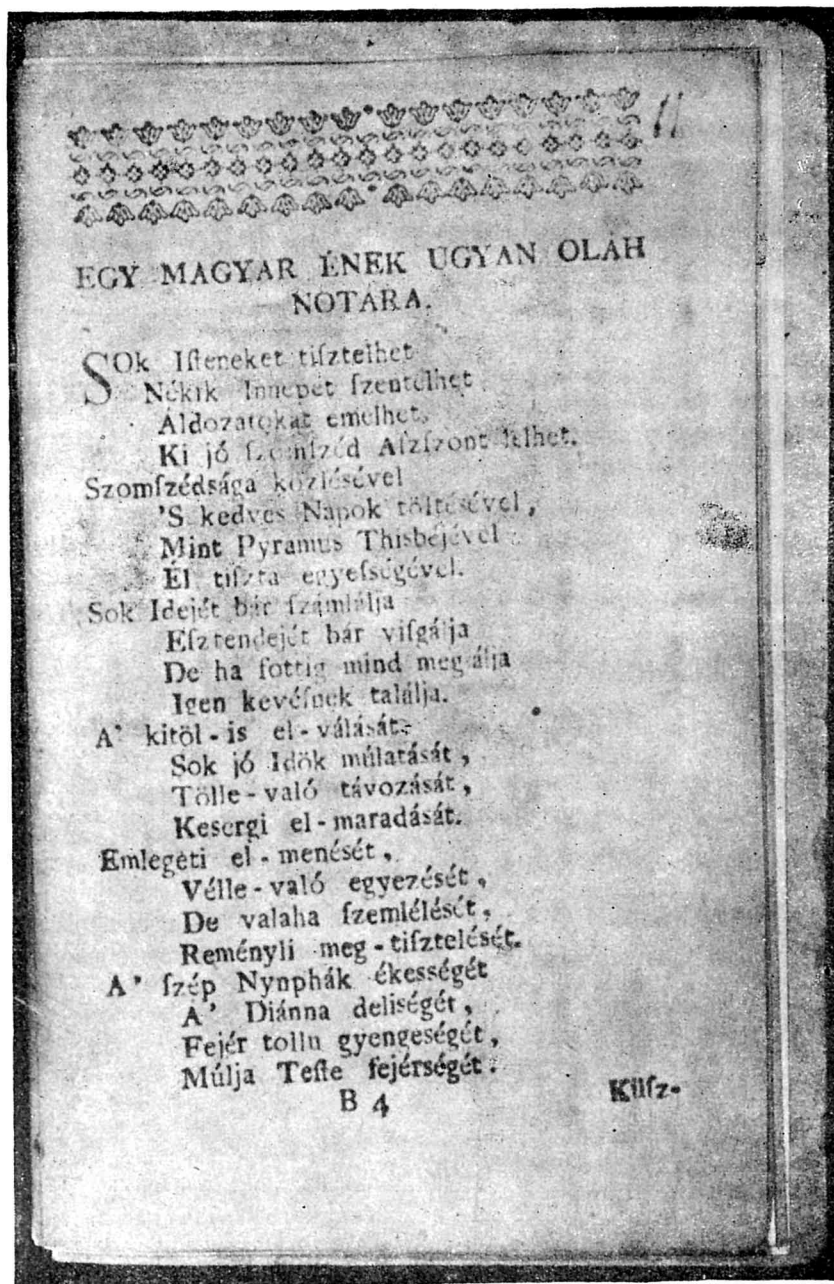 11
EGY MAGYAR ÉNEK UGYAN OLÁH
NOTARA.
SOk Iſteneket tiſztelhet
Nékik Innepet ſzentelhet
Áldozatokat emelhet,
Ki jó ſzomſzéd Aſzſzont lelhet.
Szomſzédsága közléſével
'S kedves Napok töltéſével,
Mint Pyramus Thisbéjével
Él tiſzta egyeſségével.
Sok Idejét bár ſzámlálja
Eſztendejét bár viſgálja
De ha ſottig mind meg álja
Igen kevéſnek találja.
A' kitöl-is el-válását
Sok jó Idök múlatását,
Tölle-való távozását,
Kesergi el-maradását.
Emlegeti el-menését,
Vélle-való egyezését,
De valaha ſzemlélését,
Reményli meg-tiſztelését.
A' ſzép Nynphák ékességét
A' Diánna deliségét,
Fejér tollu gyengeségét,
Múlja Teſte fejérségét.
B 4
Küſz-